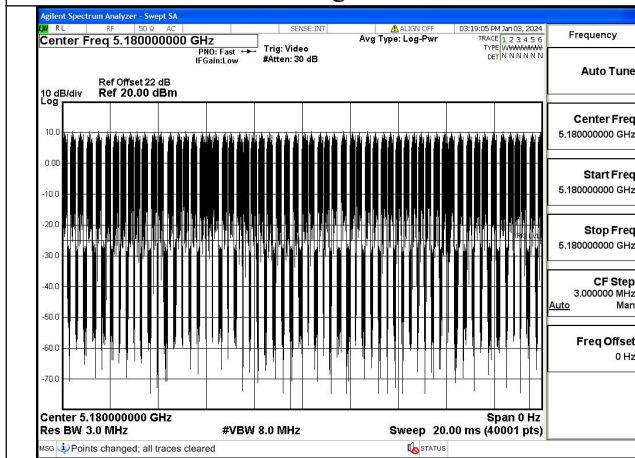 Agilent Spectrum Analyzer - Swept SA
RL RF 50 Ω AC SENSE:INT ALIGN OFF 03:19:05 PM Jan 03, 2024
Center Freq 5.180000000 GHz
PNO: Fast
IFGain:Low
Trig: Video
#Atten: 30 dB
Avg Type: Log-Pwr
TRACE 1 2 3 4 5 6
TYPE
DET N N N N N N
Ref Offset 22 dB
10 dB/div Ref 20.00 dBm
Log
10.0
0.00
-10.0
-20.0
-30.0
-40.0
-50.0
-60.0
-70.0
Center 5.180000000 GHz Span 0 Hz
Res BW 3.0 MHz #VBW 8.0 MHz Sweep 20.00 ms (40001 pts)
MSG Points changed; all traces cleared STATUS
Frequency
Auto Tune
Center Freq
5.180000000 GHz
Start Freq
5.180000000 GHz
Stop Freq
5.180000000 GHz
CF Step
3.000000 MHz
Auto Man
Freq Offset
0 Hz